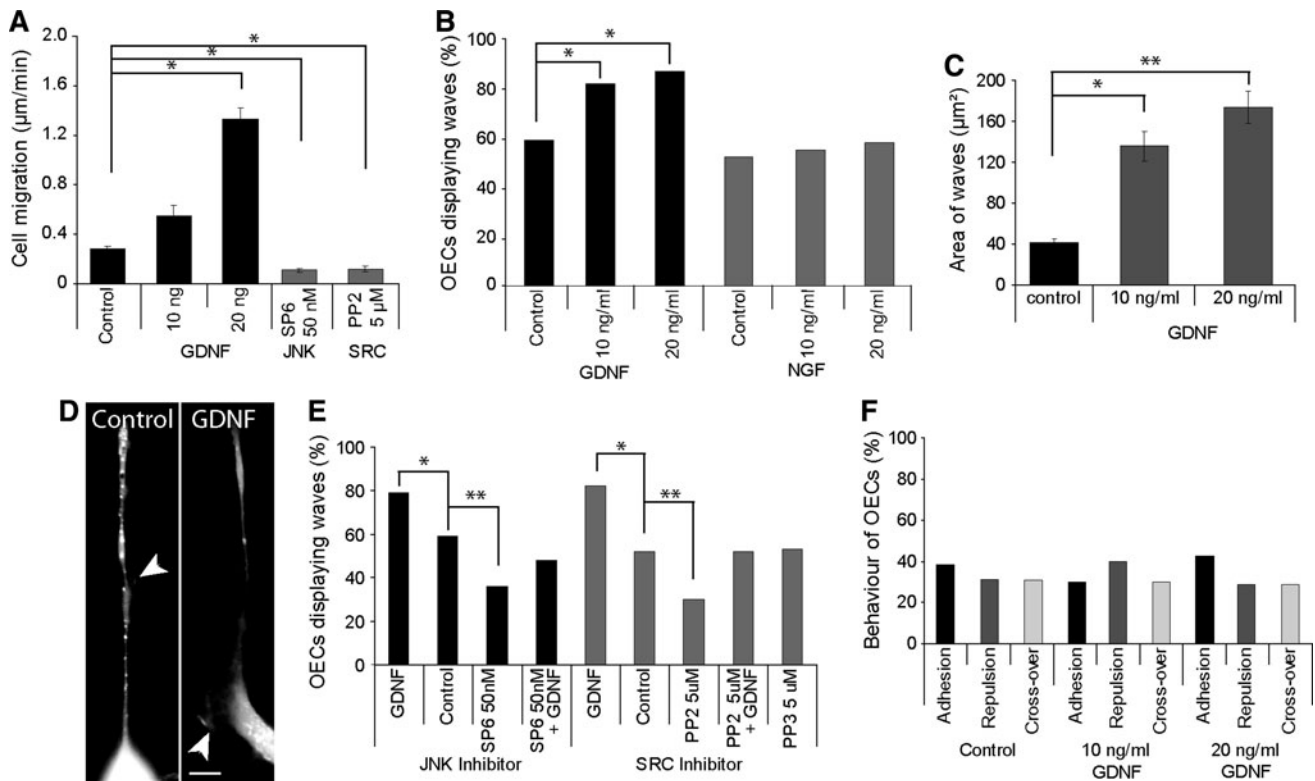 A
Cell migration (µm/min)
2.0
1.6
1.2
0.8
0.4
0
*
*
*
Control
10 ng
20 ng
SP6 50 nM
PP2 5 µM
GDNF
JNK
SRC
B
OECs displaying waves (%)
100
80
60
40
20
0
*
*
Control
10 ng/ml
20 ng/ml
Control
10 ng/ml
20 ng/ml
GDNF
NGF
C
Area of waves (µm²)
200
160
120
80
40
0
**
*
control
10 ng/ml
20 ng/ml
GDNF
D
Control
GDNF
E
OECs displaying waves (%)
100
80
60
40
20
0
*
**
*
**
GDNF
Control
SP6 50nM
SP6 50nM + GDNF
GDNF
Control
PP2 5uM
PP2 5uM + GDNF
PP3 5 uM
JNK Inhibitor
SRC Inhibitor
F
Behaviour of OECs (%)
100
80
60
40
20
0
Adhesion
Repulsion
Cross-over
Adhesion
Repulsion
Cross-over
Adhesion
Repulsion
Cross-over
Control
10 ng/ml
GDNF
20 ng/ml
GDNF